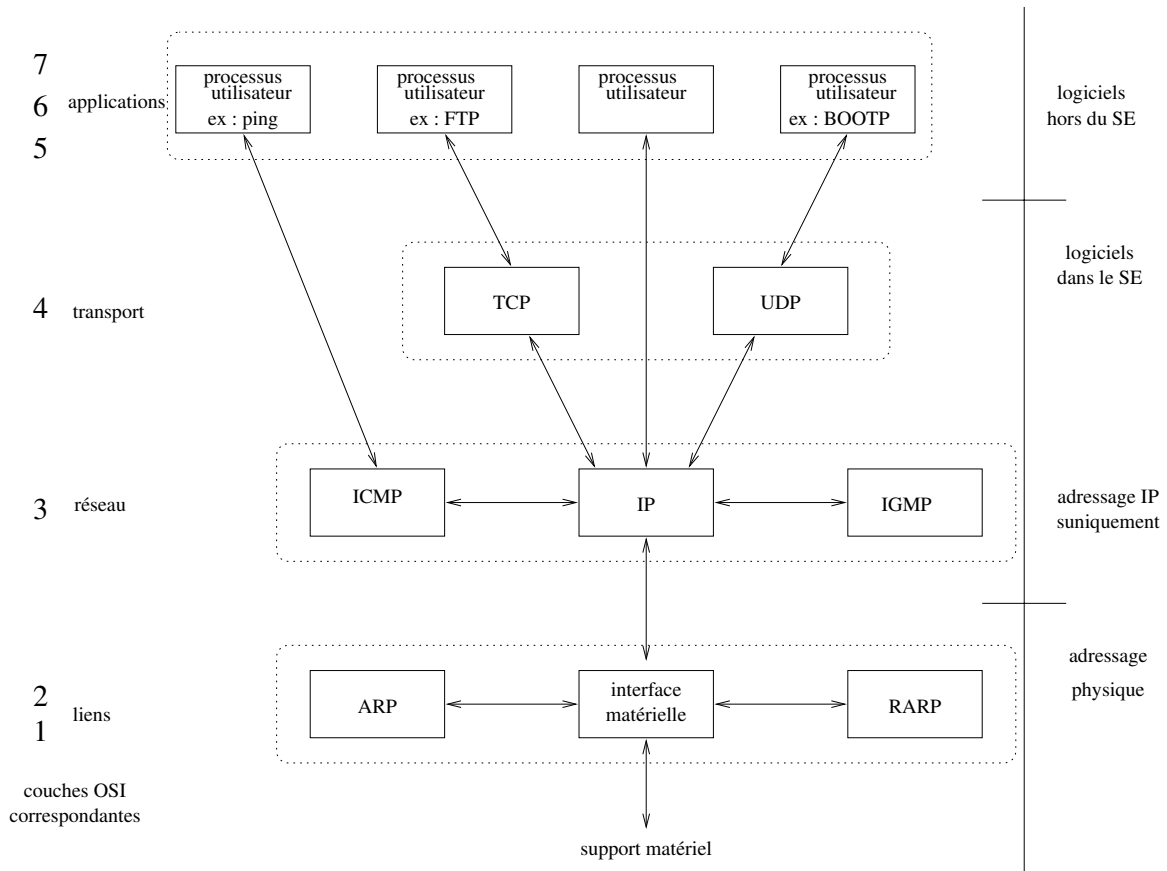 7
6
5
applications
processus
utilisateur
ex : ping
processus
utilisateur
ex : FTP
processus
utilisateur
processus
utilisateur
ex : BOOTP
logiciels
hors du SE
logiciels
dans le SE
4
transport
TCP
UDP
3
réseau
ICMP
IP
IGMP
adressage IP
suniquement
adressage
physique
2
1
liens
ARP
interface
matérielle
RARP
couches OSI
correspondantes
support matériel